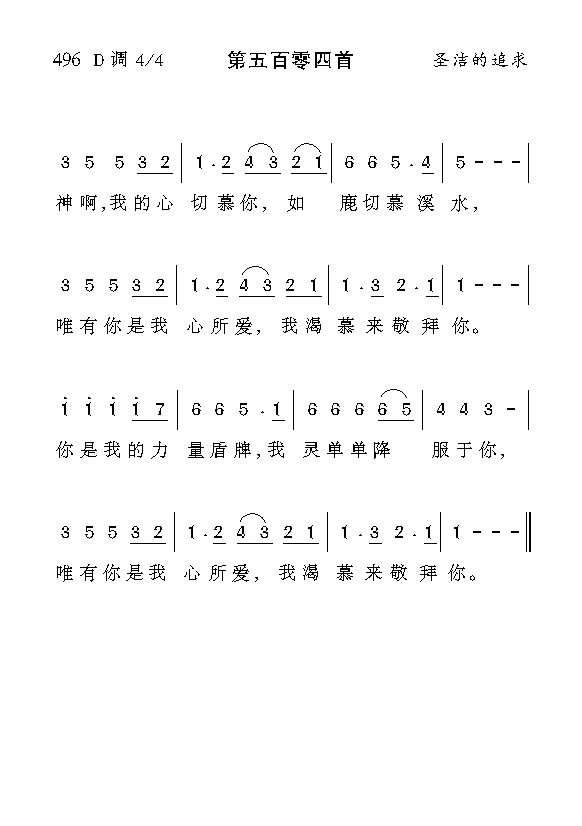 496 D 调 4/4 第五百零四首 圣洁的追求
3 5 5 3 2 | 1 . 2 4 3 2 1 | 6 6 5 . 4 | 5 - - - |
神啊,我的心 切慕你, 如 鹿切慕 溪 水,
3 5 5 3 2 | 1 . 2 4 3 2 1 | 1 . 3 2 . 1 | 1 - - - |
唯有你是我 心所爱, 我渴 慕来敬拜 你。
i i i i 7 | 6 6 5 . 1 | 6 6 6 6 5 | 4 4 3 - |
你是我的力 量盾牌,我 灵单单降 服于你,
3 5 5 3 2 | 1 . 2 4 3 2 1 | 1 . 3 2 . 1 | 1 - - - ‖
唯有你是我 心所爱, 我渴 慕来敬拜 你。